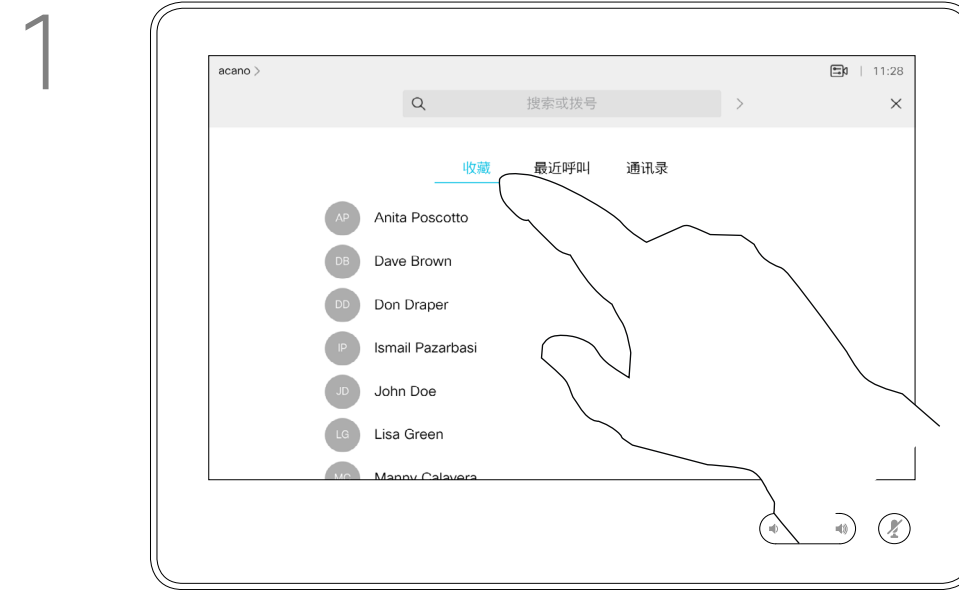 1
acano >
11:28
搜索或拨号
收藏 最近呼叫 通讯录
AP Anita Poscotto
DB Dave Brown
DD Don Draper
IP Ismail Pazarbasi
JD John Doe
LG Lisa Green
MC Manny Calavera